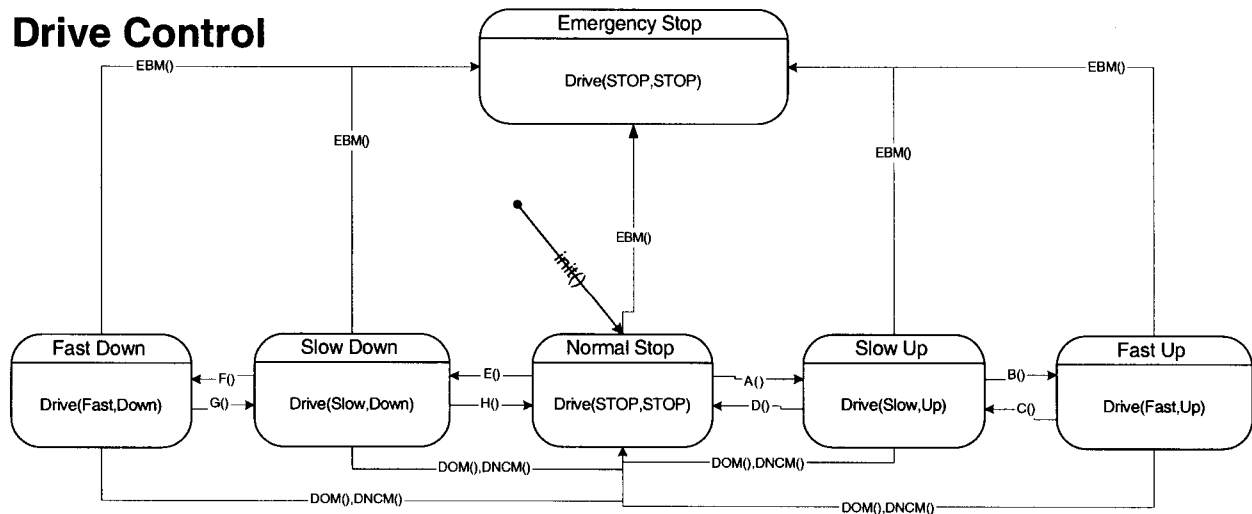 Drive Control
Emergency Stop
EBM()
EBM()
Drive(STOP,STOP)
EBM()
EBM()
EBM()
init()
Fast Down
Slow Down
Normal Stop
Slow Up
Fast Up
F()
E()
A()
B()
Drive(Fast,Down)
G()
Drive(Slow,Down)
H()
Drive(STOP,STOP)
D()
Drive(Slow,Up)
C()
Drive(Fast,Up)
DOM(),DNCM()
DOM(),DNCM()
DOM(),DNCM()
DOM(),DNCM()